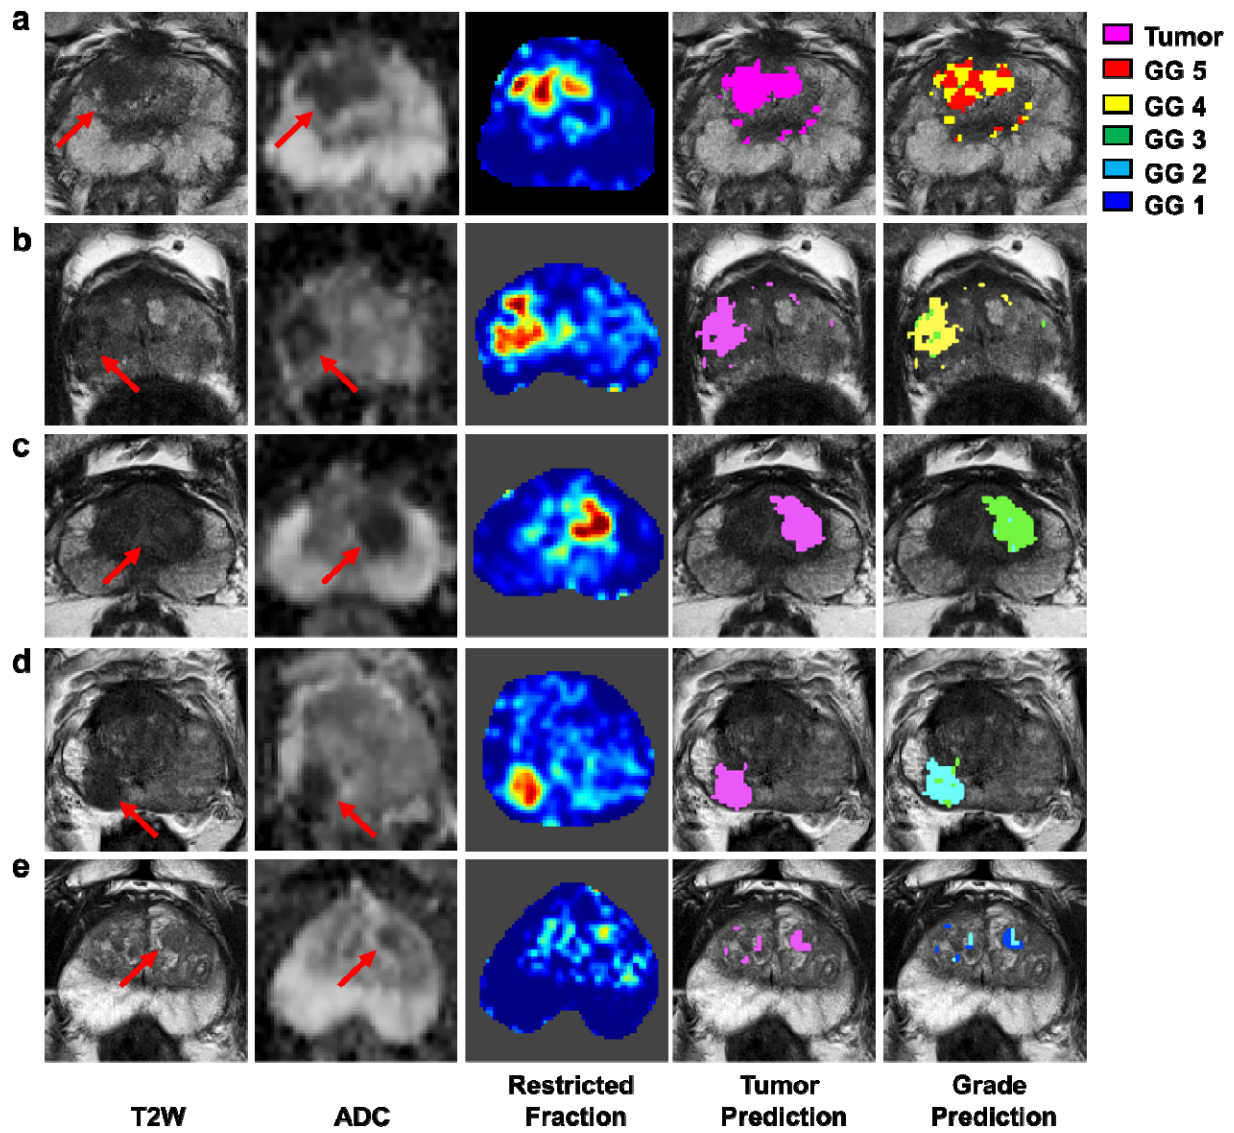 a
Tumor
GG 5
GG 4
GG 3
GG 2
GG 1
b
c
d
e
T2W
ADC
Restricted
Fraction
Tumor
Prediction
Grade
Prediction